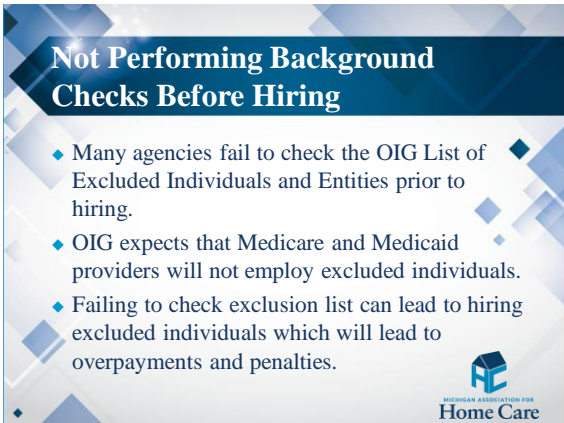 Not Performing Background
Checks Before Hiring
Many agencies fail to check the OIG List of
Excluded Individuals and Entities prior to
hiring.
OIG expects that Medicare and Medicaid
providers will not employ excluded individuals.
Failing to check exclusion list can lead to hiring
excluded individuals which will lead to
overpayments and penalties.
HC
MICHIGAN ASSOCIATION FOR
Home Care